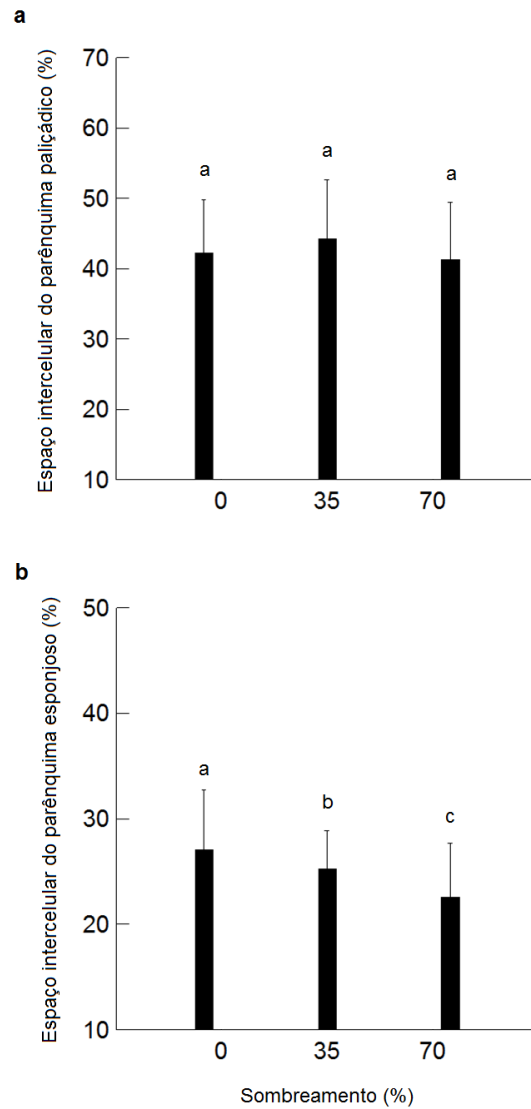 a
Espaço intercelular do parênquima paliçádico (%)
70
60
50
40
30
20
10
a
a
a
0 35 70
b
Espaço intercelular do parênquima esponjoso (%)
50
40
30
20
10
a
b
c
0 35 70
Sombreamento (%)